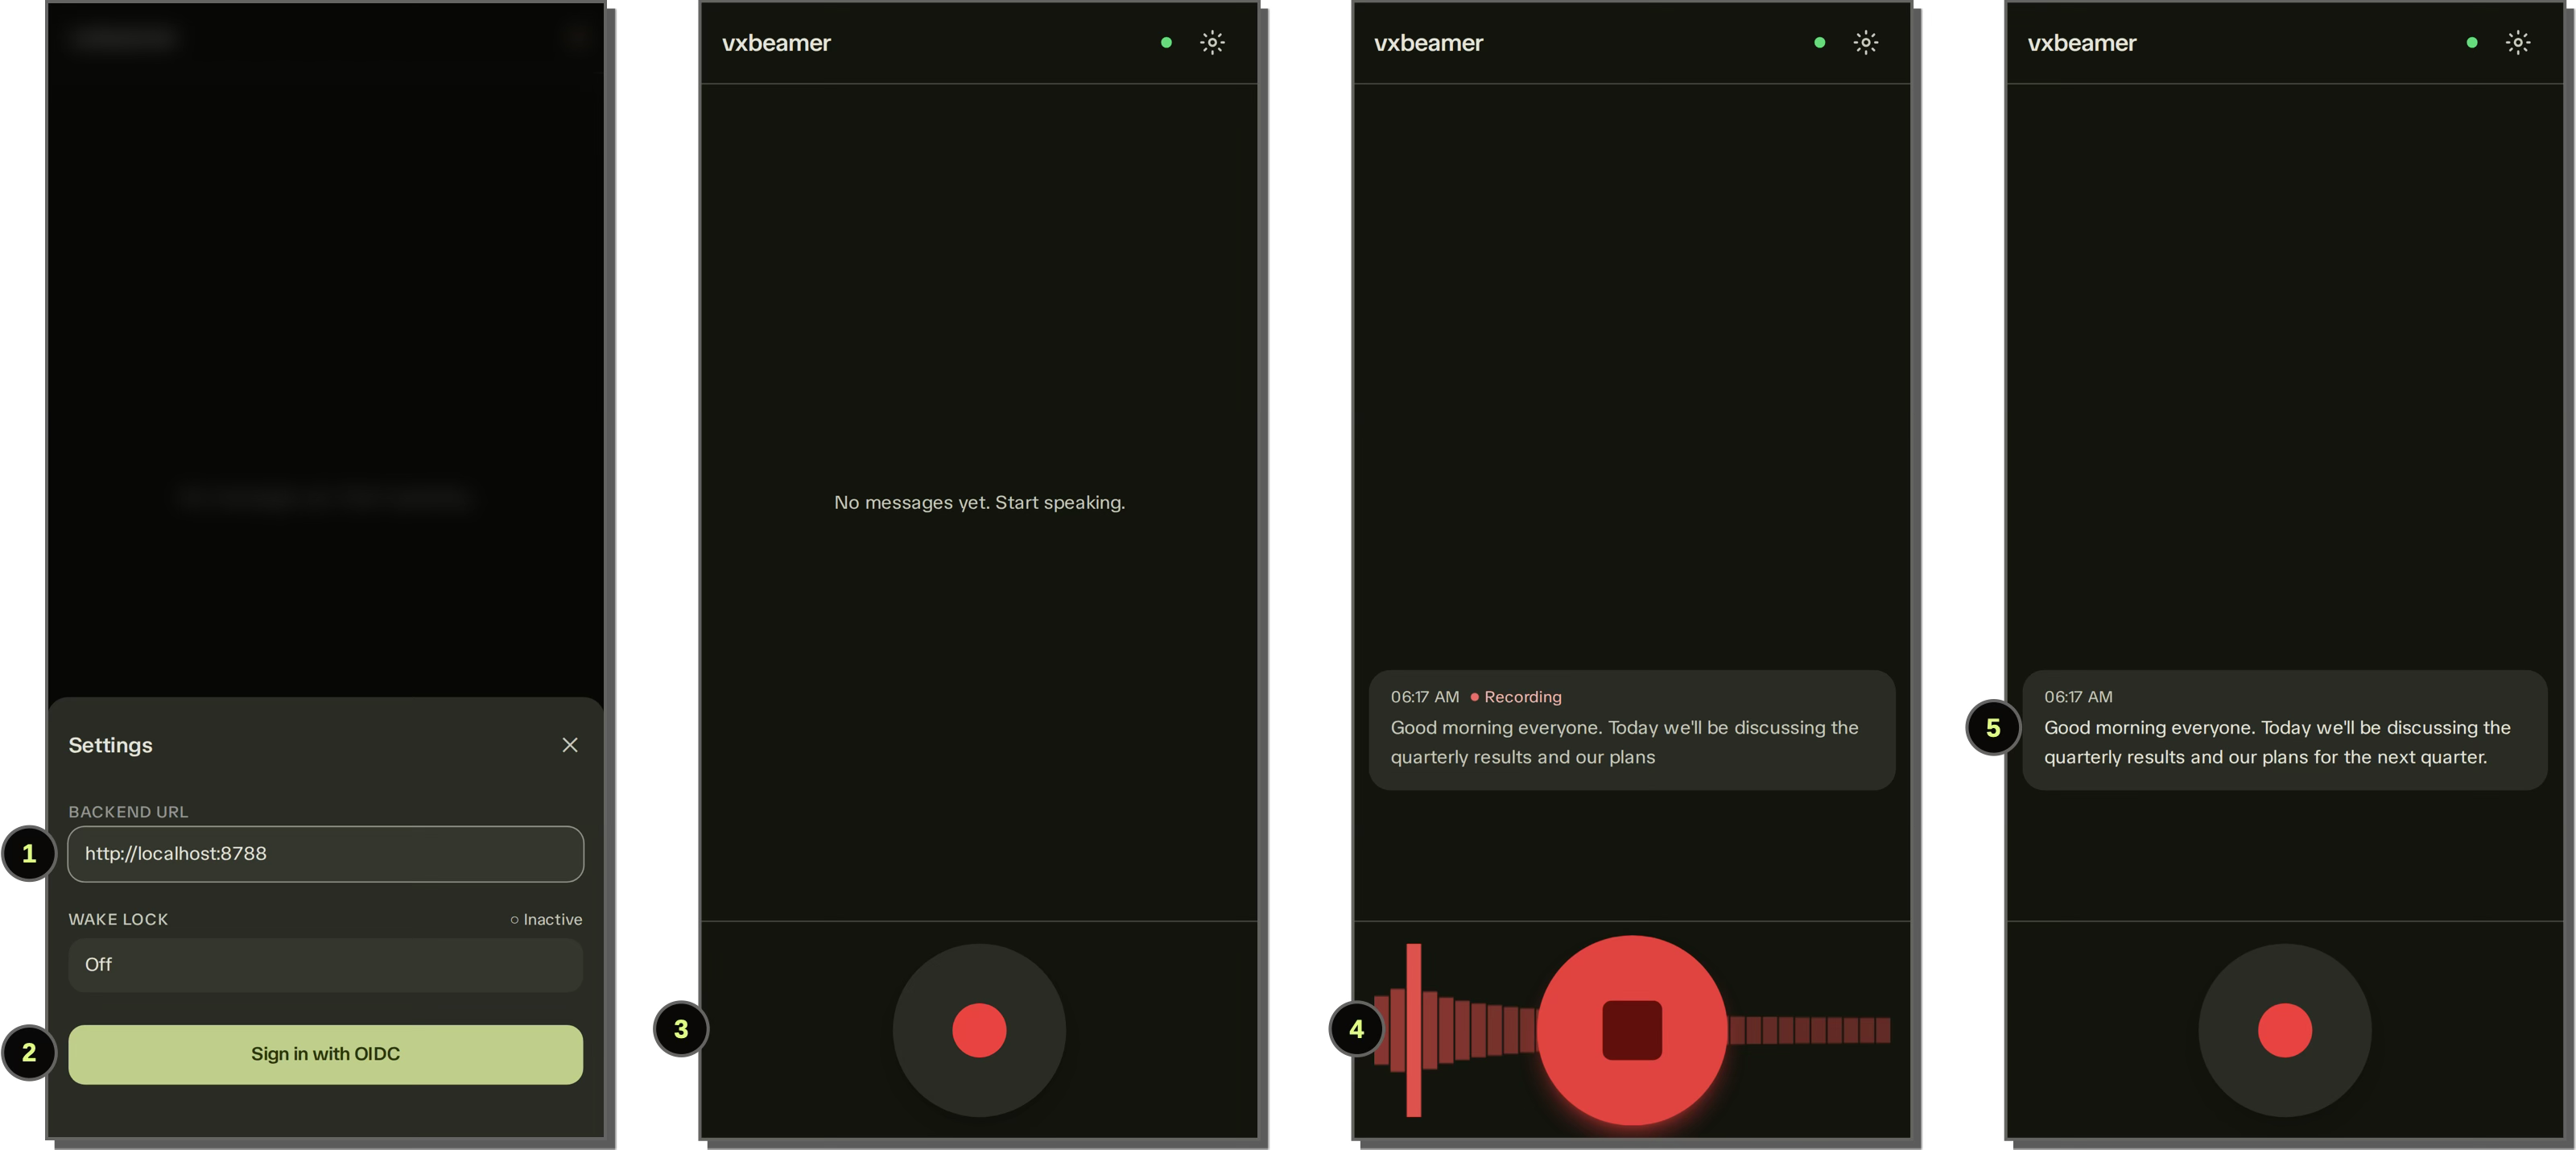 Settings
BACKEND URL
1
http://localhost:8788
WAKE LOCK
Inactive
Off
2
Sign in with OIDC
vxbeamer
No messages yet. Start speaking.
3
vxbeamer
06:17 AM Recording
Good morning everyone. Today we'll be discussing the
quarterly results and our plans
4
vxbeamer
06:17 AM
5
Good morning everyone. Today we'll be discussing the
quarterly results and our plans for the next quarter.